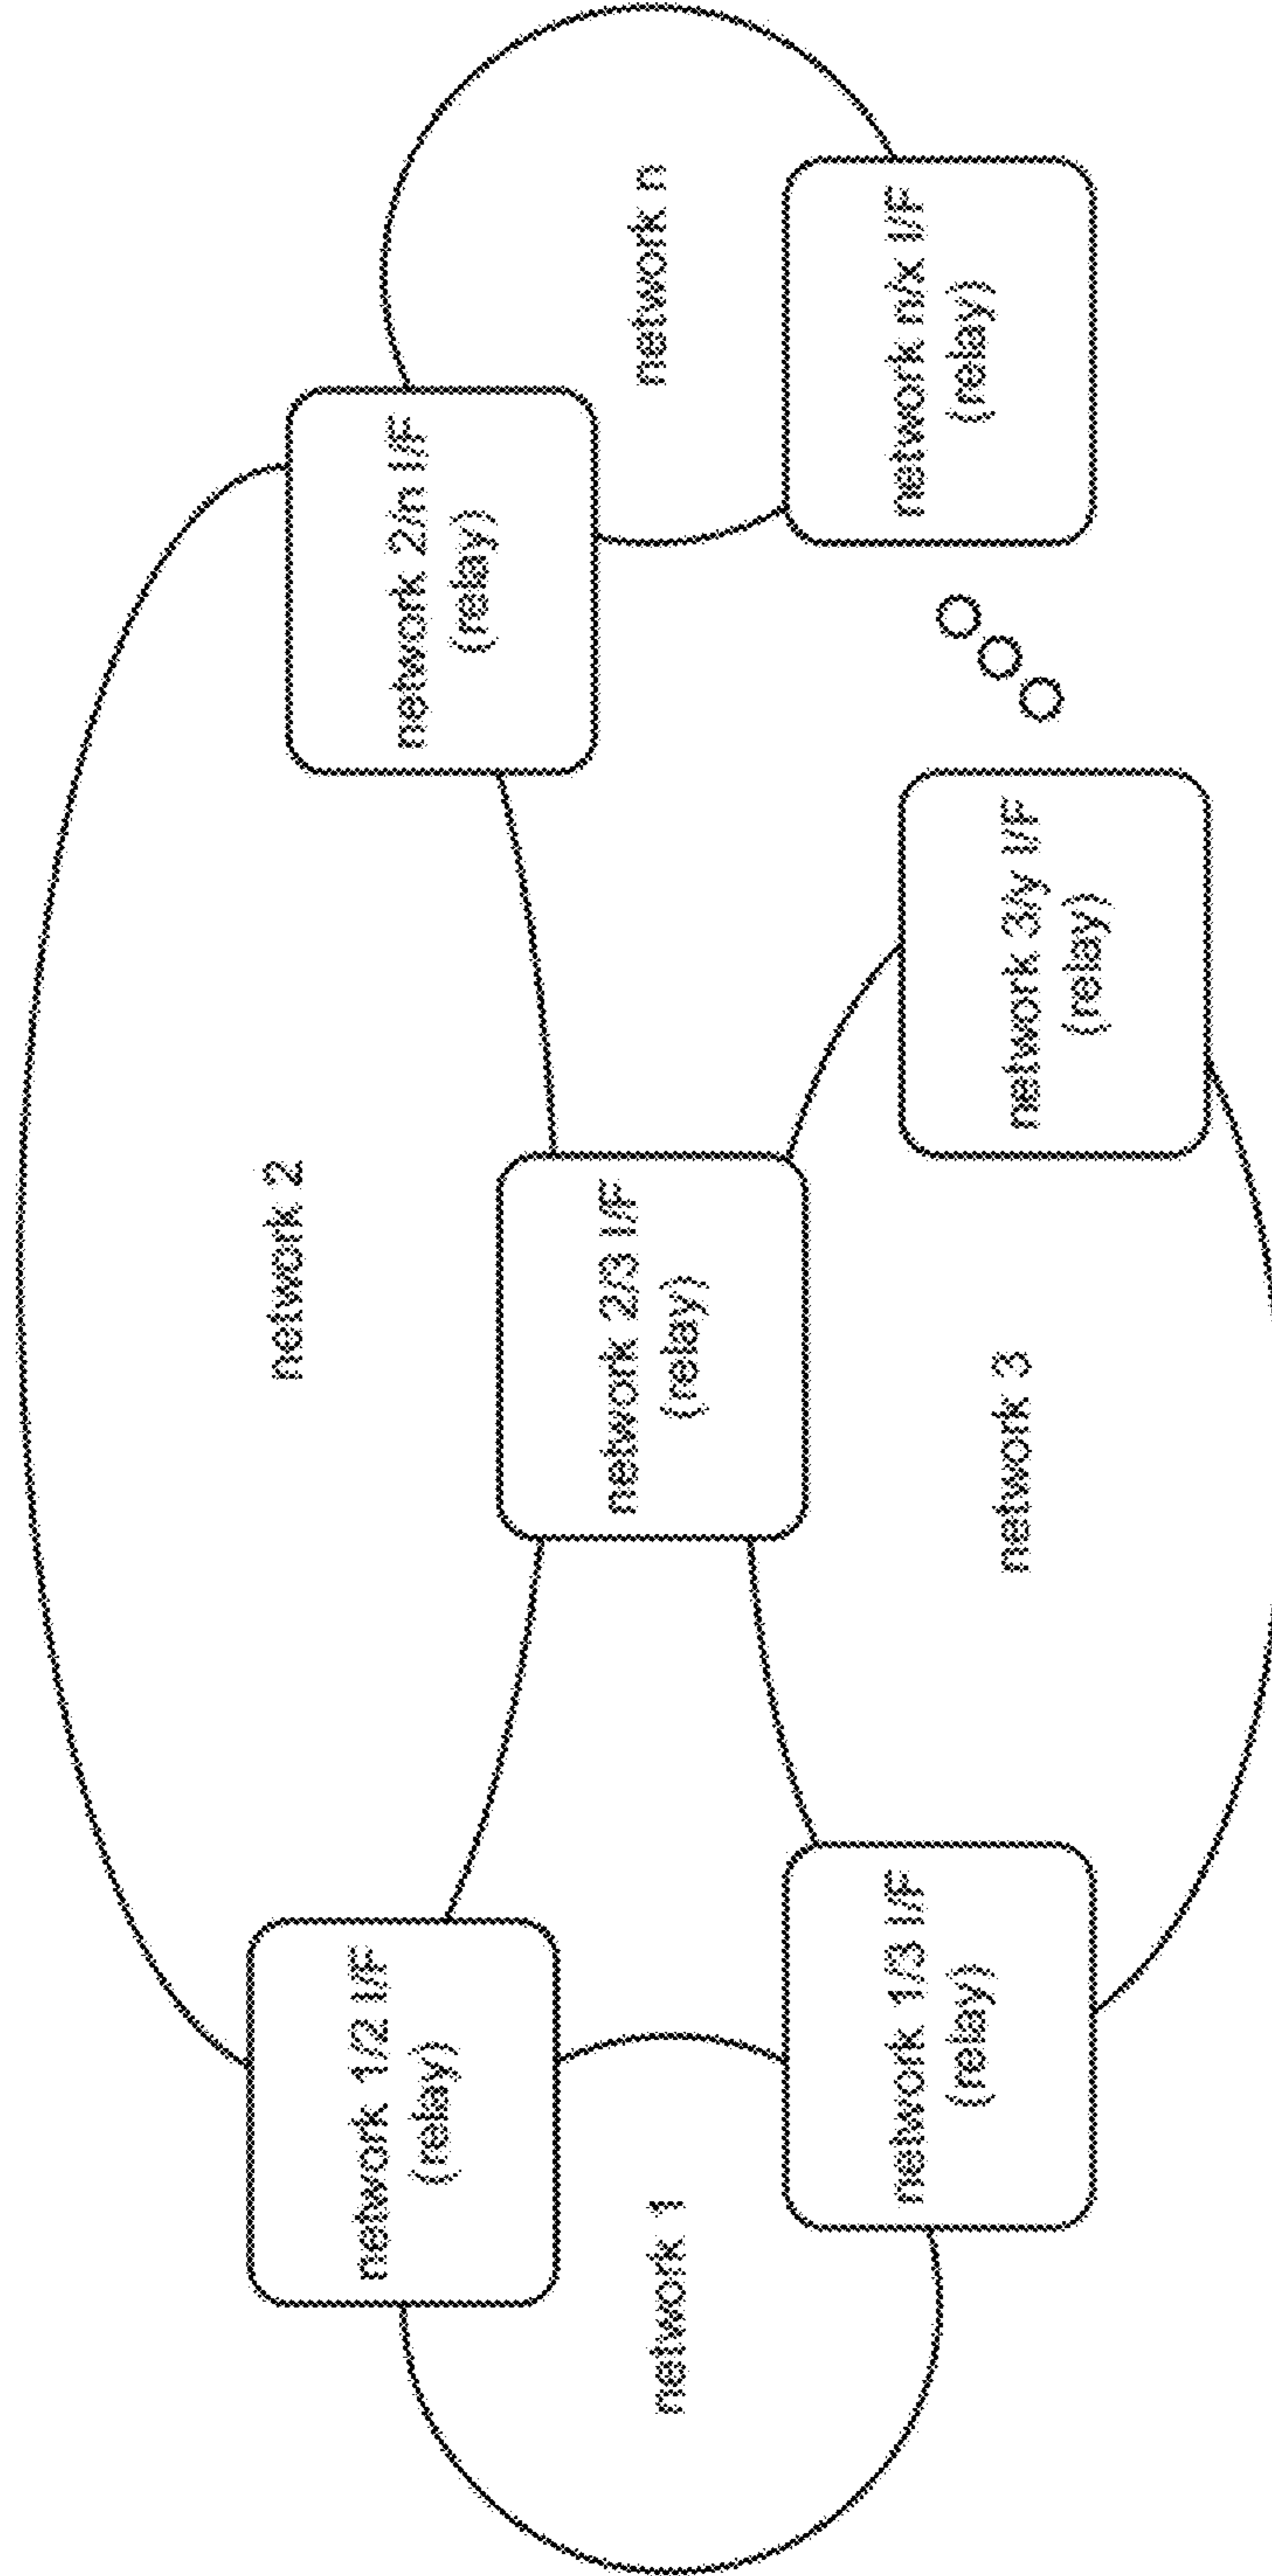 network 2
network 1/2 I/F
(relay)
network 2/n I/F
(relay)
network 2/3 I/F
(relay)
network 1
network n
network 1/3 I/F
(relay)
network n/x I/F
(relay)
network 3
network 3/y I/F
(relay)